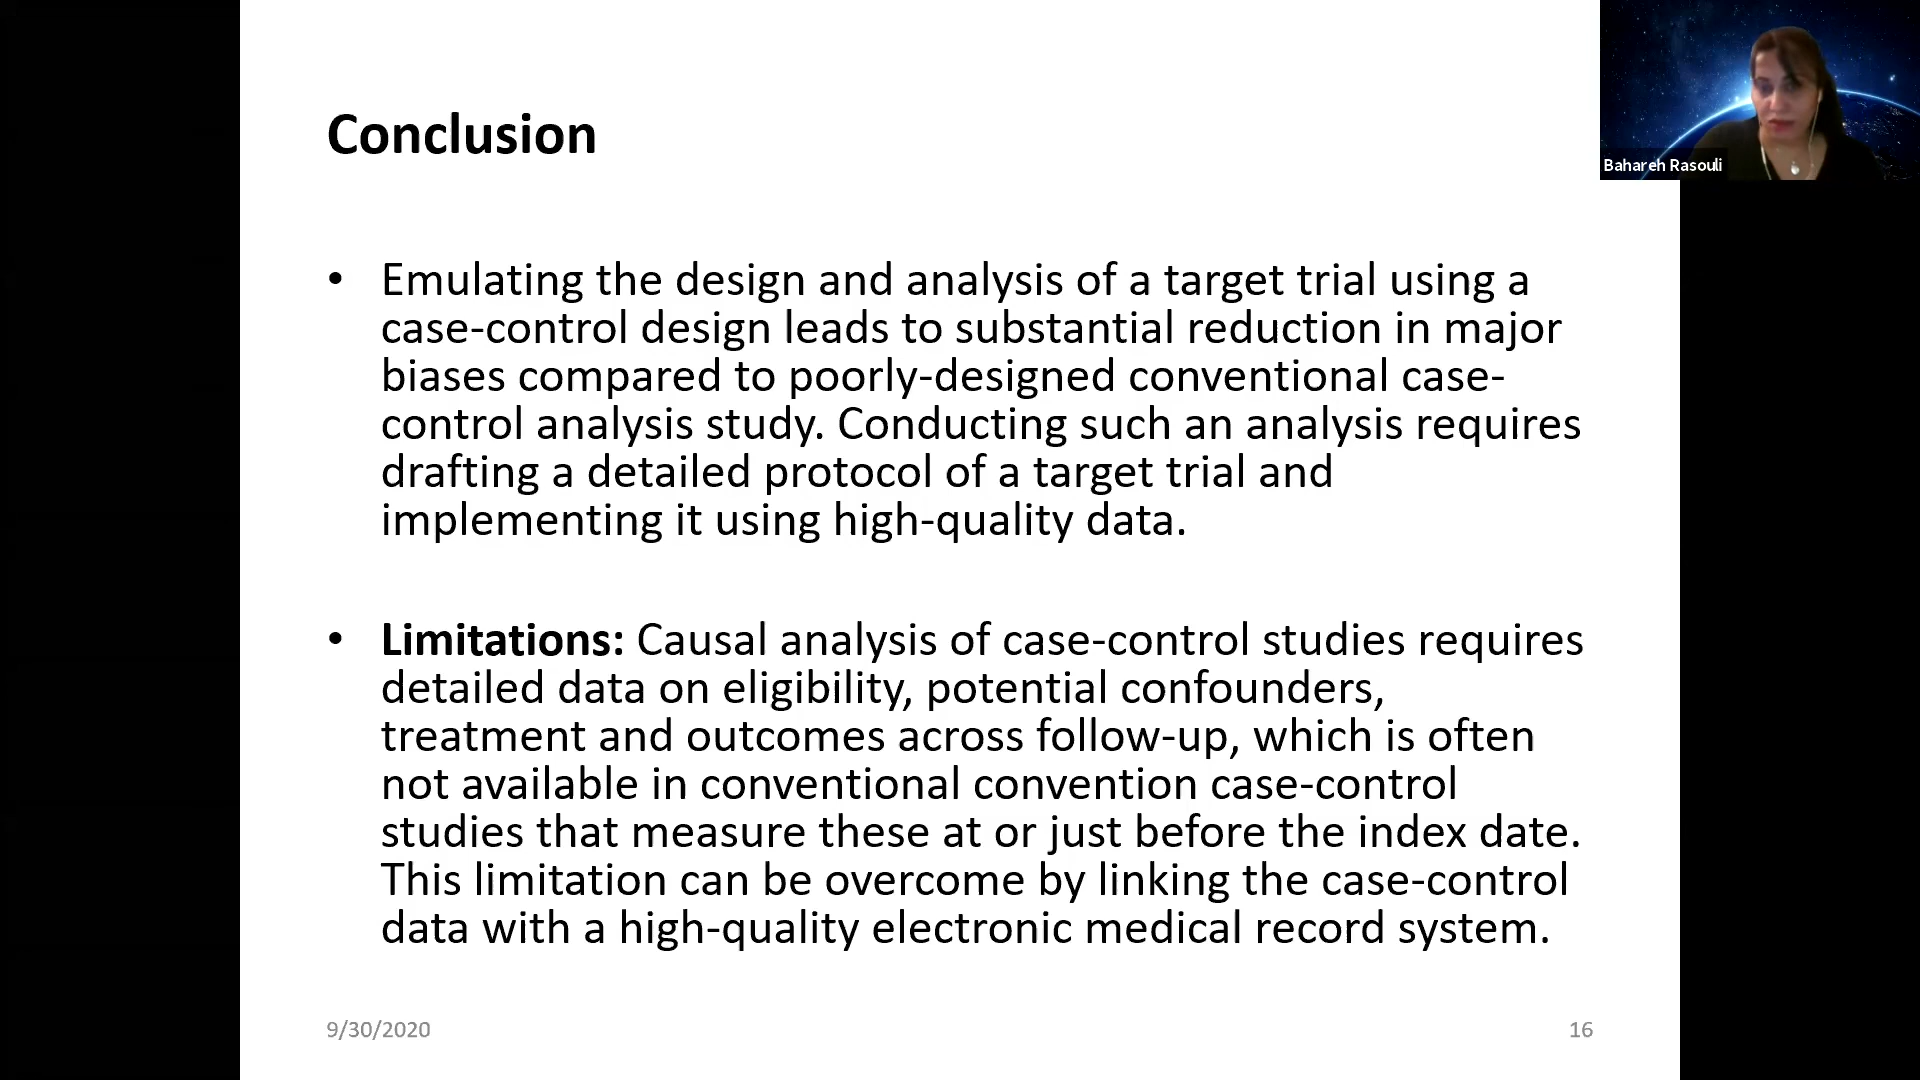 Conclusion
Bahareh Rasouli
• Emulating the design and analysis of a target trial using a
case-control design leads to substantial reduction in major
biases compared to poorly-designed conventional case-
control analysis study. Conducting such an analysis requires
drafting a detailed protocol of a target trial and
implementing it using high-quality data.
• Limitations: Causal analysis of case-control studies requires
detailed data on eligibility, potential confounders,
treatment and outcomes across follow-up, which is often
not available in conventional convention case-control
studies that measure these at or just before the index date.
This limitation can be overcome by linking the case-control
data with a high-quality electronic medical record system.
9/30/2020
16